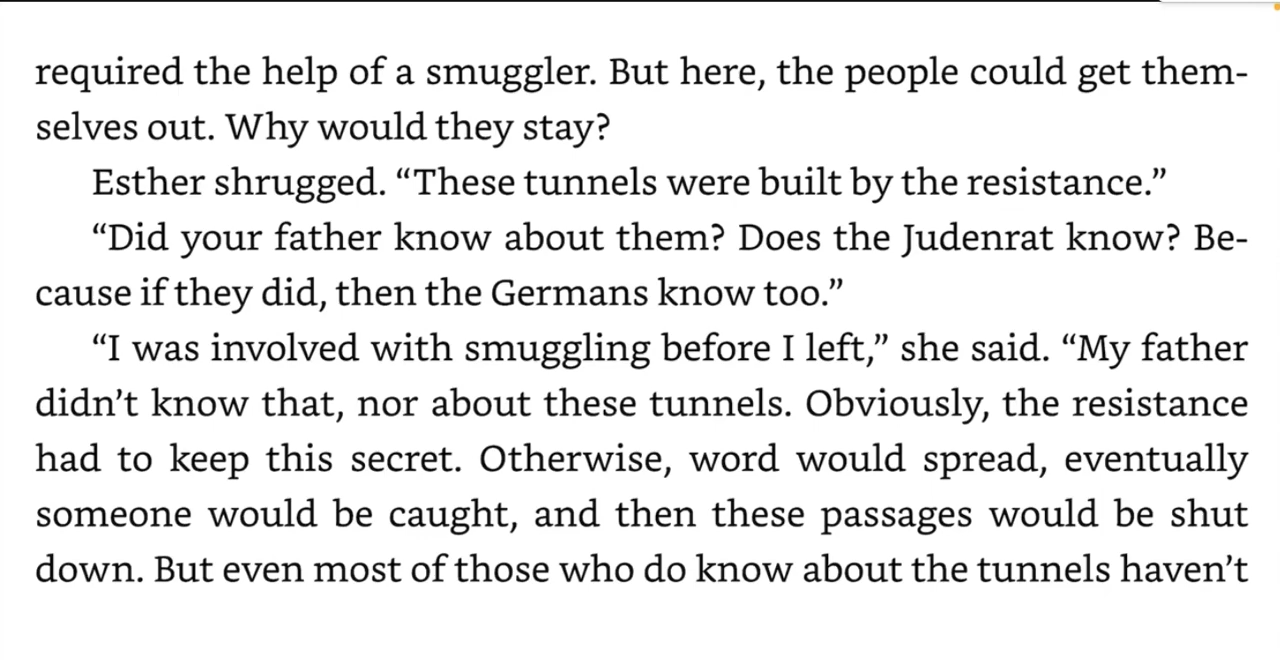 required the help of a smuggler. But here, the people could get them-
selves out. Why would they stay?
Esther shrugged. “These tunnels were built by the resistance.”
“Did your father know about them? Does the Judenrat know? Be-
cause if they did, then the Germans know too.”
“I was involved with smuggling before I left,” she said. “My father
didn’t know that, nor about these tunnels. Obviously, the resistance
had to keep this secret. Otherwise, word would spread, eventually
someone would be caught, and then these passages would be shut
down. But even most of those who do know about the tunnels haven’t